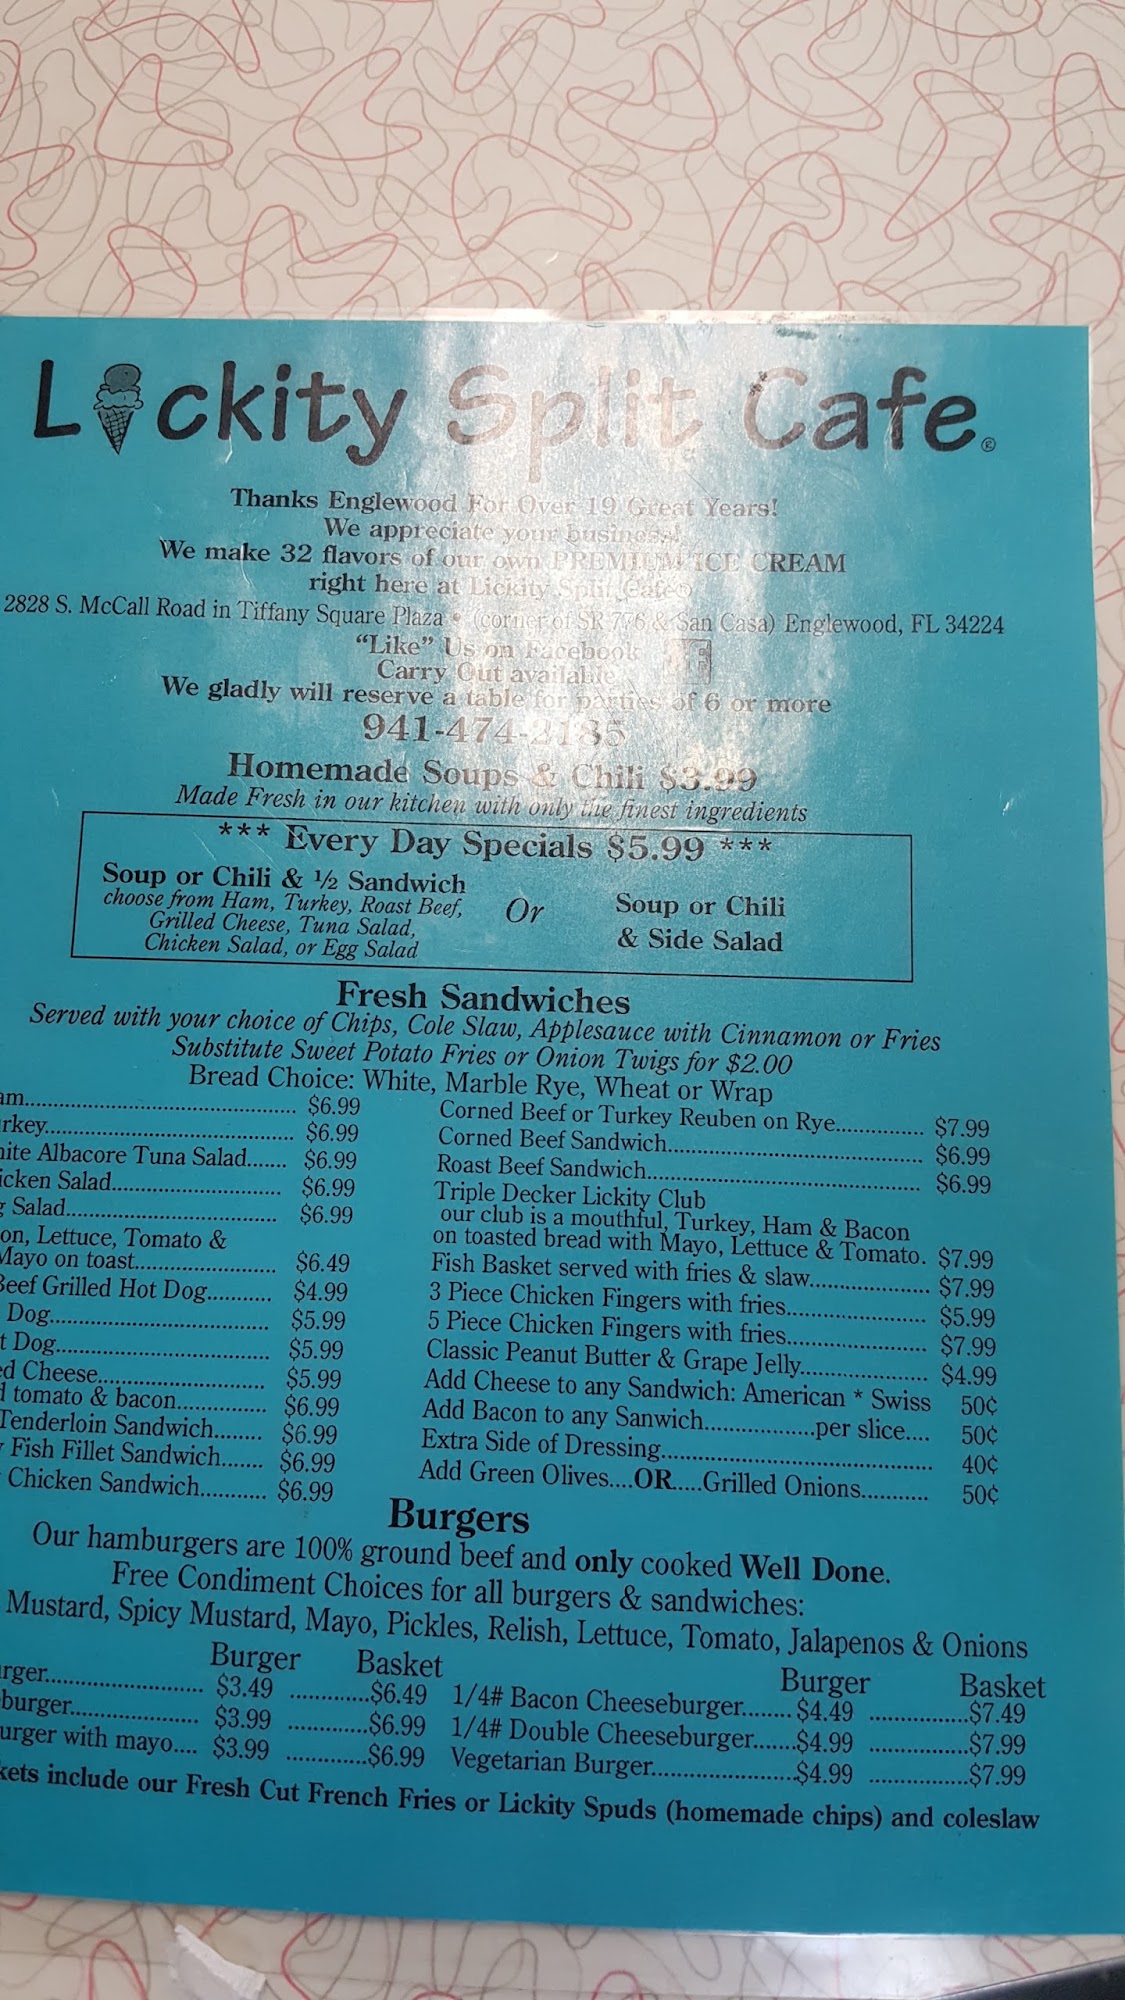 Lickity Split Cafe®
Thanks Englewood For Over 19 Great Years!
We appreciate your business!
We make 32 flavors of our own PREMIUM ICE CREAM
right here at Lickity Split Cafe®
2828 S. McCall Road in Tiffany Square Plaza • (corner of SR 776 & San Casa) Englewood, FL 34224
"Like" Us on Facebook
Carry Out available
We gladly will reserve a table for parties of 6 or more
941-474-2185
Homemade Soups & Chili $3.99
Made Fresh in our kitchen with only the finest ingredients
*** Every Day Specials $5.99 ***
Soup or Chili & ½ Sandwich
choose from Ham, Turkey, Roast Beef,
Grilled Cheese, Tuna Salad,
Chicken Salad, or Egg Salad
Or
Soup or Chili
& Side Salad
Fresh Sandwiches
Served with your choice of Chips, Cole Slaw, Applesauce with Cinnamon or Fries
Substitute Sweet Potato Fries or Onion Twigs for $2.00
Bread Choice: White, Marble Rye, Wheat or Wrap
am.......... $6.99
rkey.......... $6.99
ite Albacore Tuna Salad....... $6.99
icken Salad.......... $6.99
g Salad.......... $6.99
on, Lettuce, Tomato &
Mayo on toast.......... $6.49
Beef Grilled Hot Dog........... $4.99
Dog.......... $5.99
t Dog.......... $5.99
ed Cheese.......... $5.99
d tomato & bacon.............. $6.99
Tenderloin Sandwich........ $6.99
Fish Fillet Sandwich....... $6.99
Chicken Sandwich........... $6.99
Corned Beef or Turkey Reuben on Rye.............. $7.99
Corned Beef Sandwich.......... $6.99
Roast Beef Sandwich.......... $6.99
Triple Decker Lickity Club
our club is a mouthful, Turkey, Ham & Bacon
on toasted bread with Mayo, Lettuce & Tomato. $7.99
Fish Basket served with fries & slaw.......... $7.99
3 Piece Chicken Fingers with fries.......... $5.99
5 Piece Chicken Fingers with fries.......... $7.99
Classic Peanut Butter & Grape Jelly.......... $4.99
Add Cheese to any Sandwich: American * Swiss 50¢
Add Bacon to any Sanwich.................per slice.... 50¢
Extra Side of Dressing.......... 40¢
Add Green Olives....OR.....Grilled Onions........... 50¢
Burgers
Our hamburgers are 100% ground beef and only cooked Well Done.
Free Condiment Choices for all burgers & sandwiches:
Mustard, Spicy Mustard, Mayo, Pickles, Relish, Lettuce, Tomato, Jalapenos & Onions
Burger Basket
rger.......... $3.49 .............$6.49
burger.......... $3.99 .............$6.99
urger with mayo.... $3.99 .............$6.99
Burger Basket
1/4# Bacon Cheeseburger........ $4.49 ................$7.49
1/4# Double Cheeseburger.......$4.99 ................$7.99
Vegetarian Burger.......................$4.99 ................$7.99
kets include our Fresh Cut French Fries or Lickity Spuds (homemade chips) and coleslaw